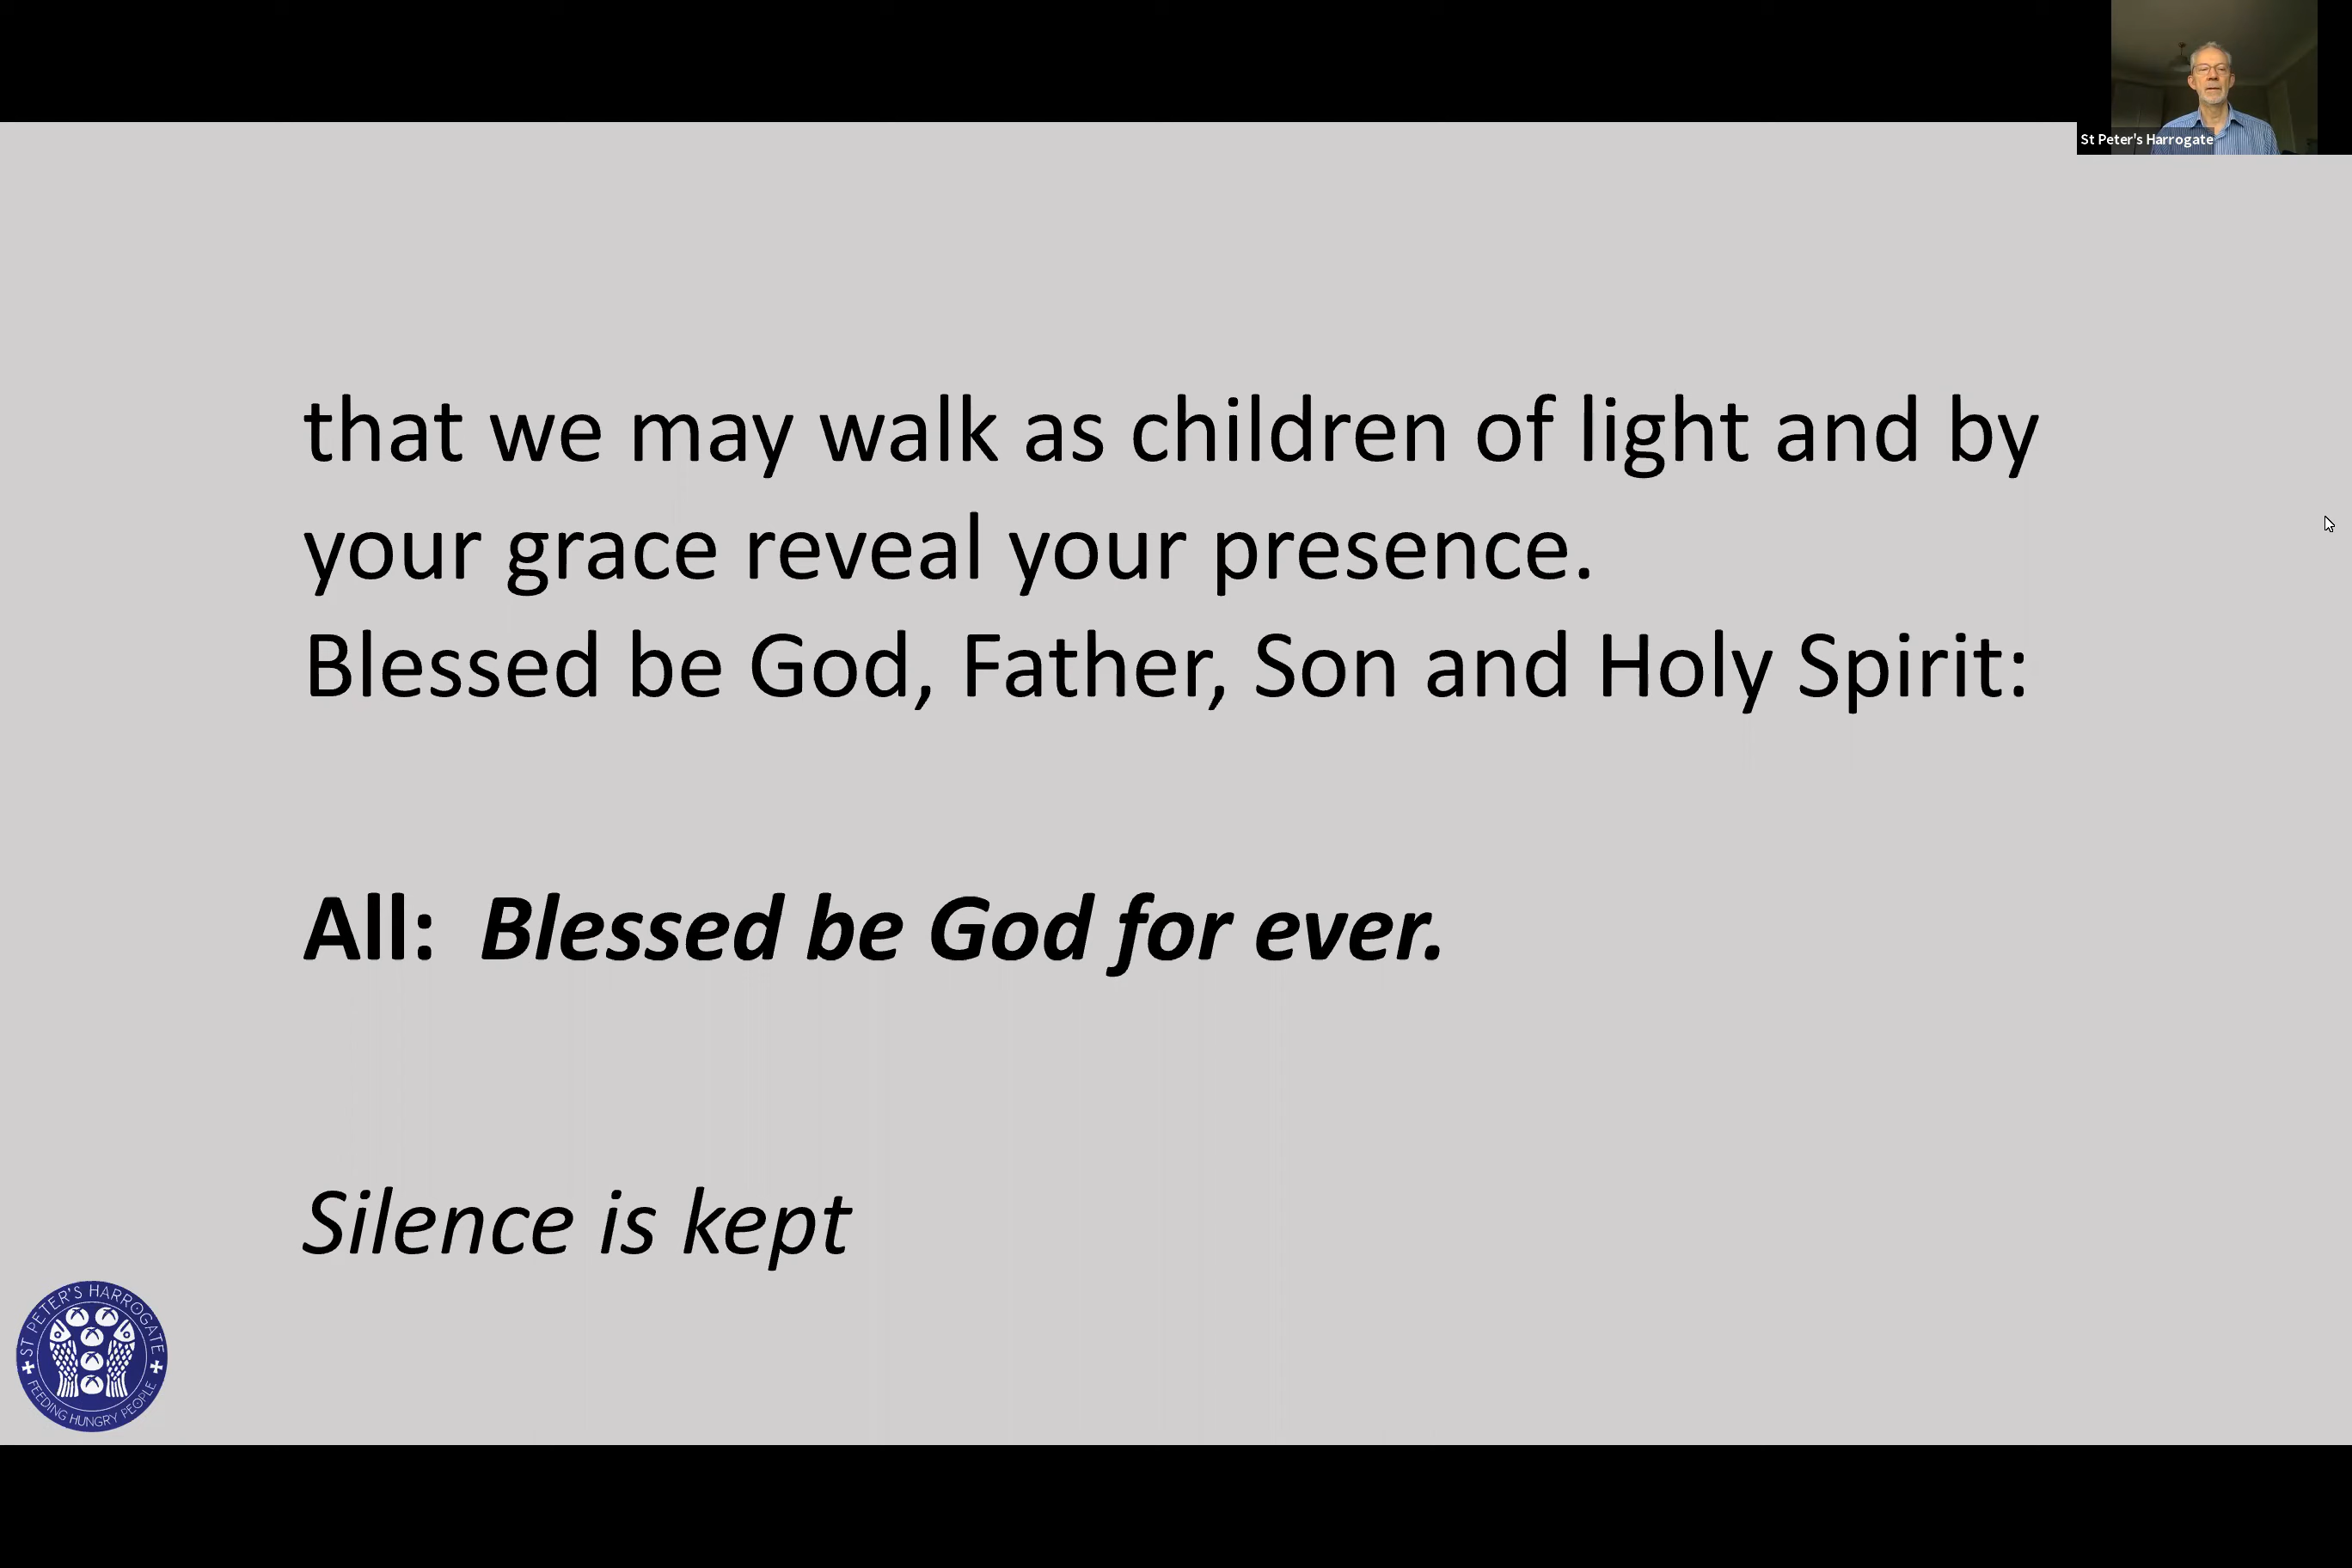 St Peter's Harrogate
that we may walk as children of light and by
your grace reveal your presence.
Blessed be God, Father, Son and Holy Spirit:
All: Blessed be God for ever.
Silence is kept
ST PETER'S HARROGATE
FEEDING HUNGRY PEOPLE